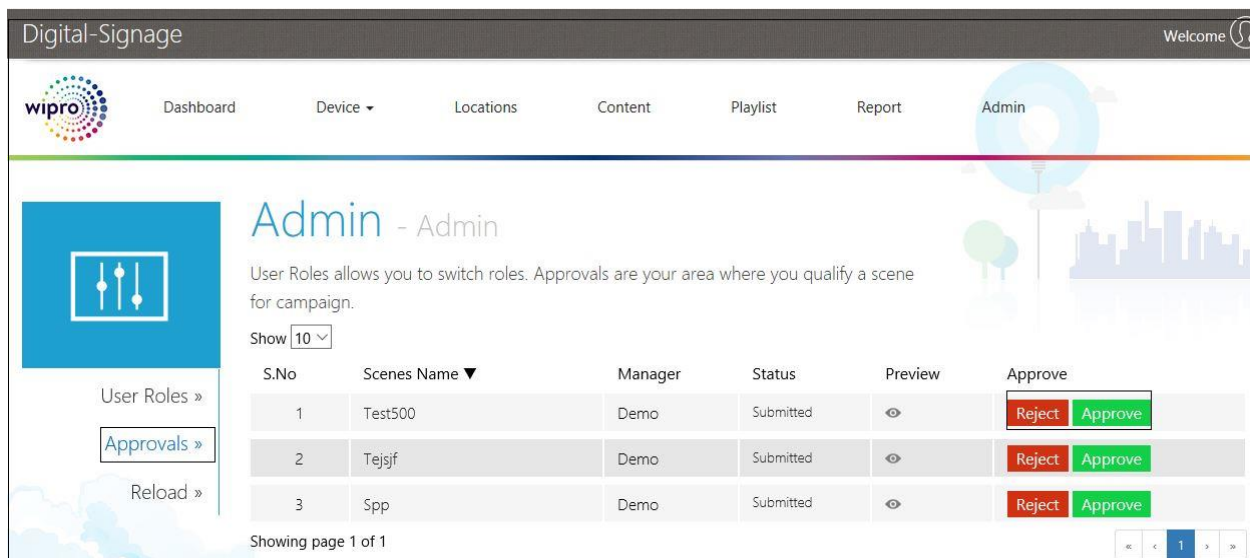 Digital-Signage
Welcome
wipro
Dashboard Device Locations Content Playlist Report Admin
Admin - Admin
User Roles allows you to switch roles. Approvals are your area where you qualify a scene
for campaign.
Show 10
S.No Scenes Name ▼ Manager Status Preview Approve
1 Test500 Demo Submitted Reject Approve
2 Tejsjf Demo Submitted Reject Approve
3 Spp Demo Submitted Reject Approve
Showing page 1 of 1
« ‹ 1 › »
User Roles »
Approvals »
Reload »